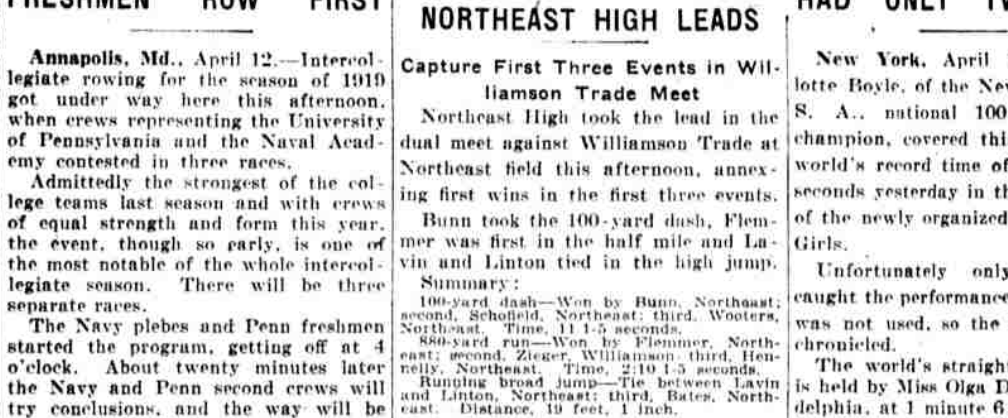 FRESHMEN ROW FIRST
Annapolis, Md., April 12.—Intercol-
legiate rowing for the season of 1919
got under way here this afternoon,
when crews representing the University
of Pennsylvania and the Naval Acad-
emy contested in three races.
Admittedly the strongest of the col-
lege teams last season and with crews
of equal strength and form this year,
the event, though so early, is one of
the most notable of the whole intercol-
legiate season. There will be three
separate races.
The Navy plebes and Penn freshmen
started the program, getting off at 4
o'clock. About twenty minutes later
the Navy and Penn second crews will
try conclusions, and the way will be
NORTHEAST HIGH LEADS
Capture First Three Events in Wil-
liamson Trade Meet
Northeast High took the lead in the
dual meet against Williamson Trade at
Northeast field this afternoon, annex-
ing first wins in the first three events.
Bunn took the 100-yard dash, Flem-
mer was first in the half mile and La-
vin and Linton tied in the high jump.
Summary:
100-yard dash—Won by Bunn, Northeast;
second, Schofield, Northeast; third, Wooters,
Northeast. Time, 11 1-5 seconds.
880-yard run—Won by Flemmer, North-
east; second, Zieger, Williamson; third, Hen-
nelly, Northeast. Time, 2:10 1-5 seconds.
Running broad jump—Tie between Lavin
and Linton, Northeast; third, Bates, North-
east. Distance, 19 feet, 1 inch.
HAD ONLY
New York, April
lotte Boyle, of the Ne
S. A., national 100
champion, covered thi
world's record time of
seconds yesterday in th
of the newly organized
Girls.
Unfortunately only
caught the performance
was not used, so the
chronicled.
The world's straight
is held by Miss Olga D
delphia, at 1 minute